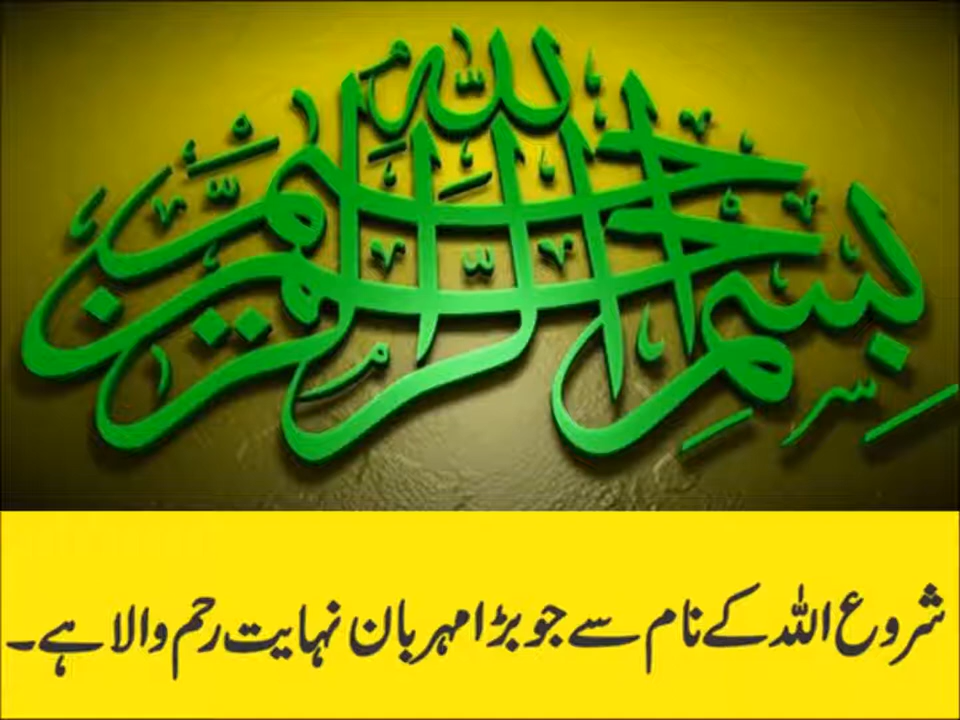 بِسْمِ اللّٰهِ الرَّحْمٰنِ الرَّحِيْمِ
شروع اللہ کے نام سے جو بڑا مہربان نہایت رحم والا ہے۔